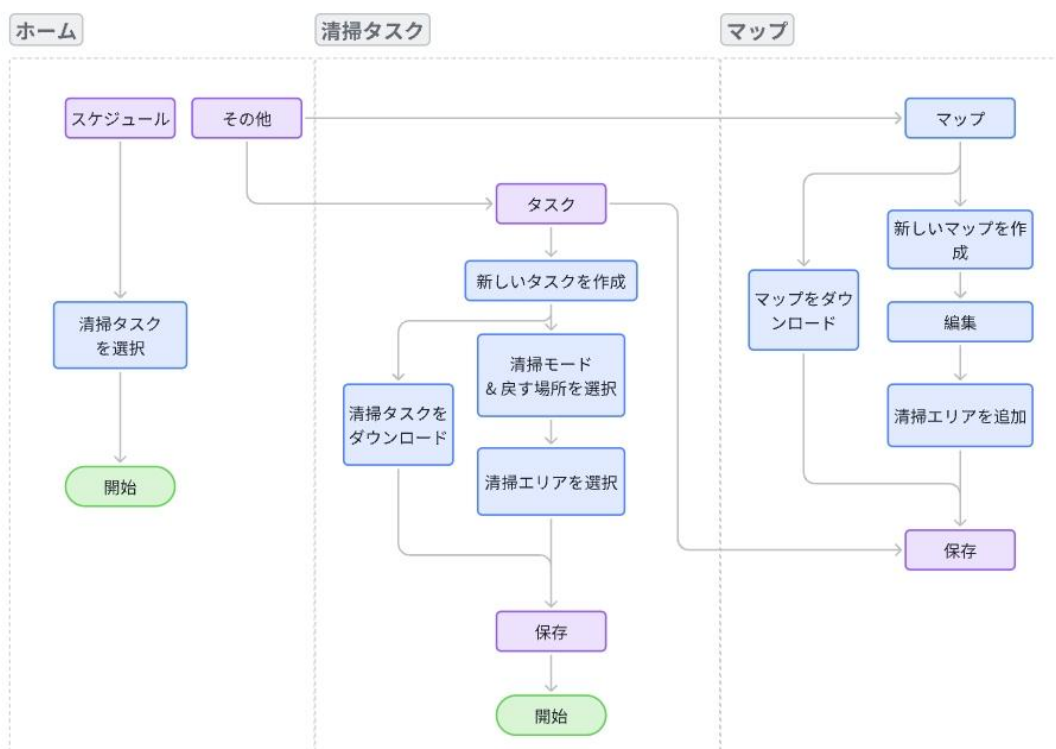 ホーム
清掃タスク
マップ
スケジュール
その他
マップ
タスク
新しいマップを作
成
新しいタスクを作成
マップをダウ
ンロード
清掃タスク
を選択
編集
清掃モード
& 戻す場所を選択
清掃タスクを
ダウンロード
清掃エリアを追加
清掃エリアを選択
開始
保存
保存
開始